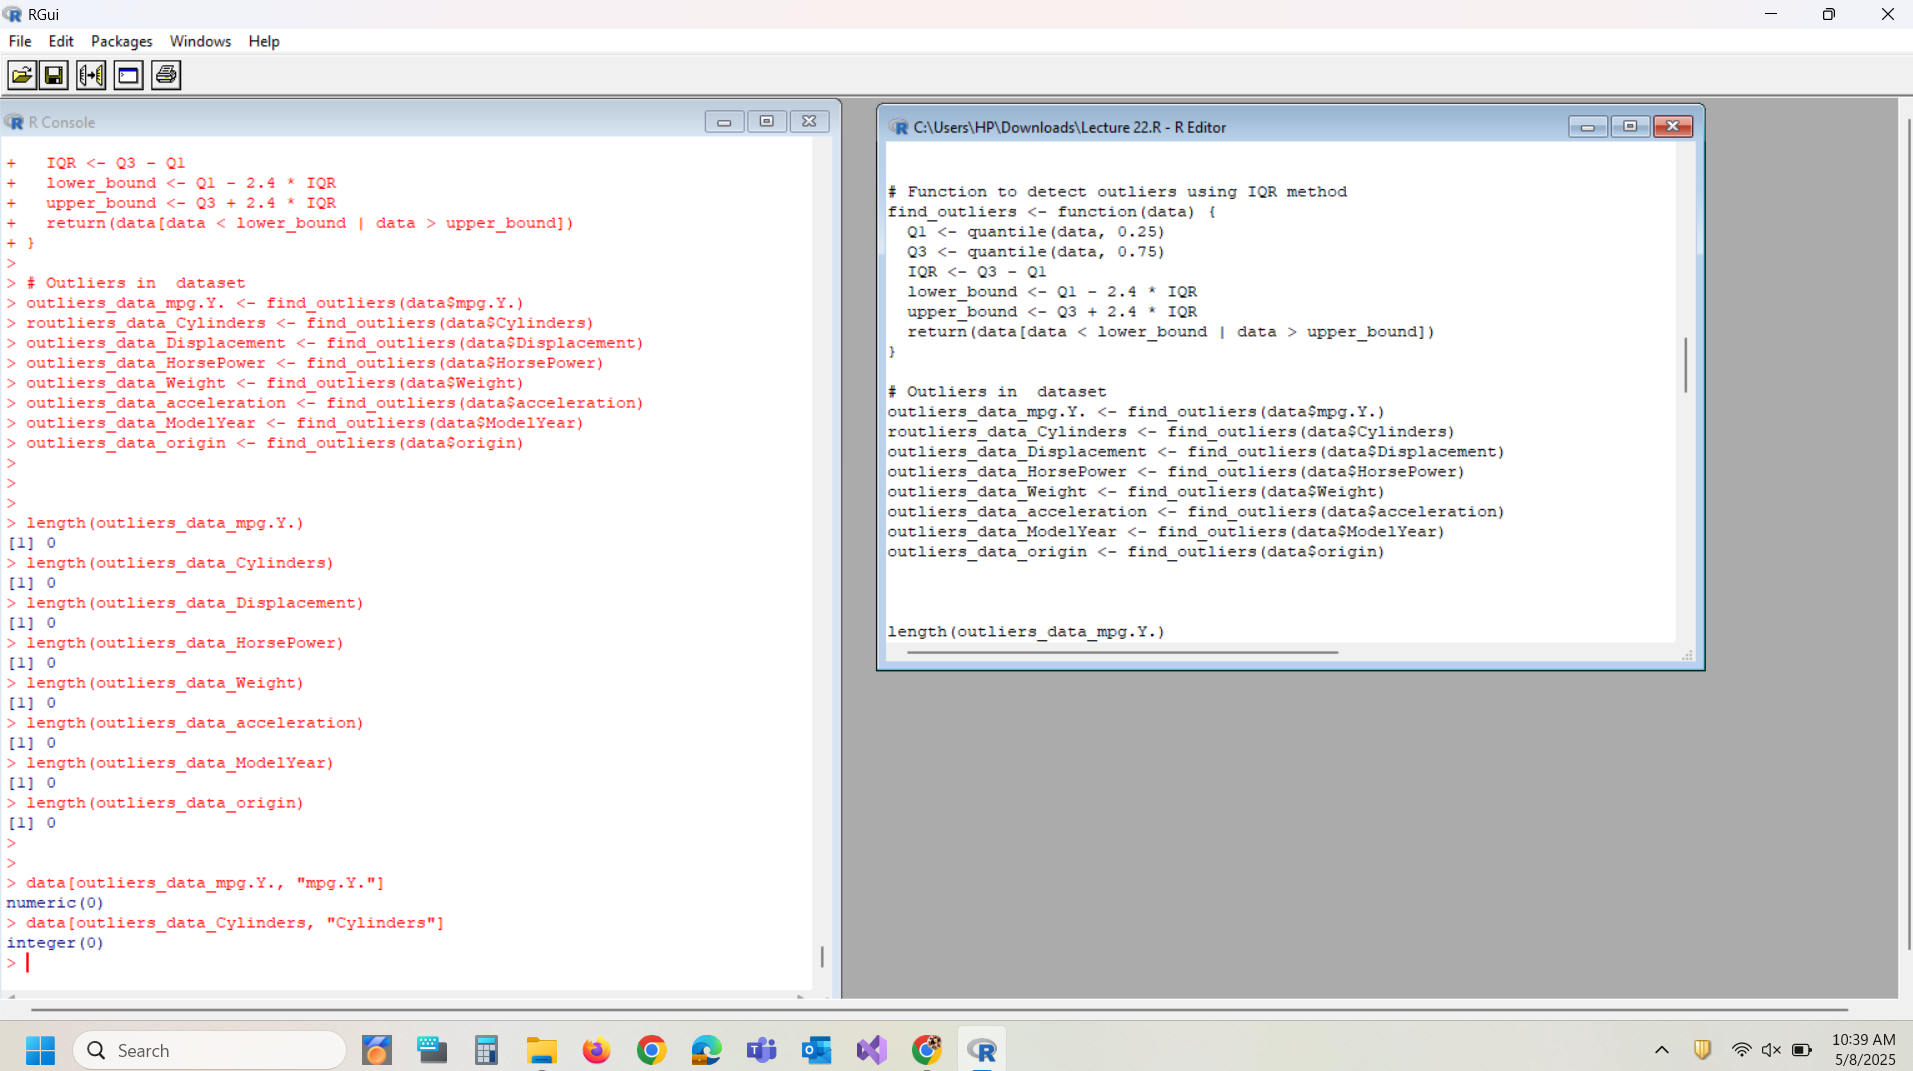 RGui
File Edit Packages Windows Help
R Console
+   IQR <- Q3 - Q1
+   lower_bound <- Q1 - 2.4 * IQR
+   upper_bound <- Q3 + 2.4 * IQR
+   return(data[data < lower_bound | data > upper_bound])
+ }
>
> # Outliers in  dataset
> outliers_data_mpg.Y. <- find_outliers(data$mpg.Y.)
> routliers_data_Cylinders <- find_outliers(data$Cylinders)
> outliers_data_Displacement <- find_outliers(data$Displacement)
> outliers_data_HorsePower <- find_outliers(data$HorsePower)
> outliers_data_Weight <- find_outliers(data$Weight)
> outliers_data_acceleration <- find_outliers(data$acceleration)
> outliers_data_ModelYear <- find_outliers(data$ModelYear)
> outliers_data_origin <- find_outliers(data$origin)
>
>
>
> length(outliers_data_mpg.Y.)
[1] 0
> length(outliers_data_Cylinders)
[1] 0
> length(outliers_data_Displacement)
[1] 0
> length(outliers_data_HorsePower)
[1] 0
> length(outliers_data_Weight)
[1] 0
> length(outliers_data_acceleration)
[1] 0
> length(outliers_data_ModelYear)
[1] 0
> length(outliers_data_origin)
[1] 0
>
>
> data[outliers_data_mpg.Y., "mpg.Y."]
numeric(0)
> data[outliers_data_Cylinders, "Cylinders"]
integer(0)
>
C:\Users\HP\Downloads\Lecture 22.R - R Editor
# Function to detect outliers using IQR method
find_outliers <- function(data) {
  Q1 <- quantile(data, 0.25)
  Q3 <- quantile(data, 0.75)
  IQR <- Q3 - Q1
  lower_bound <- Q1 - 2.4 * IQR
  upper_bound <- Q3 + 2.4 * IQR
  return(data[data < lower_bound | data > upper_bound])
}
# Outliers in  dataset
outliers_data_mpg.Y. <- find_outliers(data$mpg.Y.)
routliers_data_Cylinders <- find_outliers(data$Cylinders)
outliers_data_Displacement <- find_outliers(data$Displacement)
outliers_data_HorsePower <- find_outliers(data$HorsePower)
outliers_data_Weight <- find_outliers(data$Weight)
outliers_data_acceleration <- find_outliers(data$acceleration)
outliers_data_ModelYear <- find_outliers(data$ModelYear)
outliers_data_origin <- find_outliers(data$origin)
length(outliers_data_mpg.Y.)
Search
10:39 AM
5/8/2025